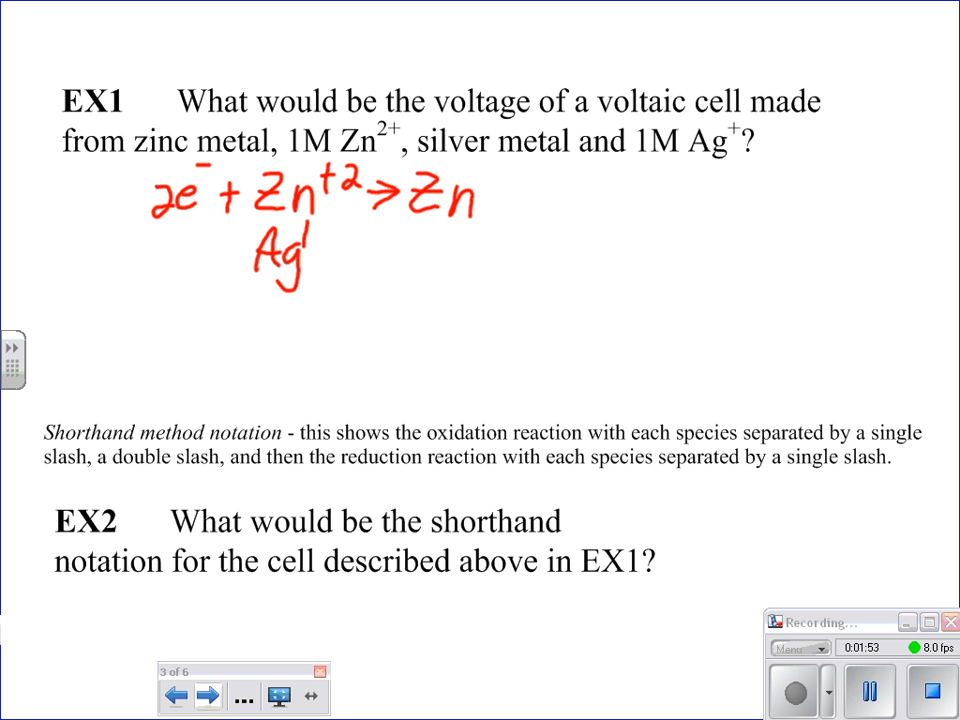 EX1 What would be the voltage of a voltaic cell made
from zinc metal, 1M Zn2+, silver metal and 1M Ag+?
2e- + Zn+2 → Zn
Ag
Shorthand method notation - this shows the oxidation reaction with each species separated by a single
slash, a double slash, and then the reduction reaction with each species separated by a single slash.
EX2 What would be the shorthand
notation for the cell described above in EX1?
Recording...
Menu 0:01:53 8.0 fps
3 of 6
...